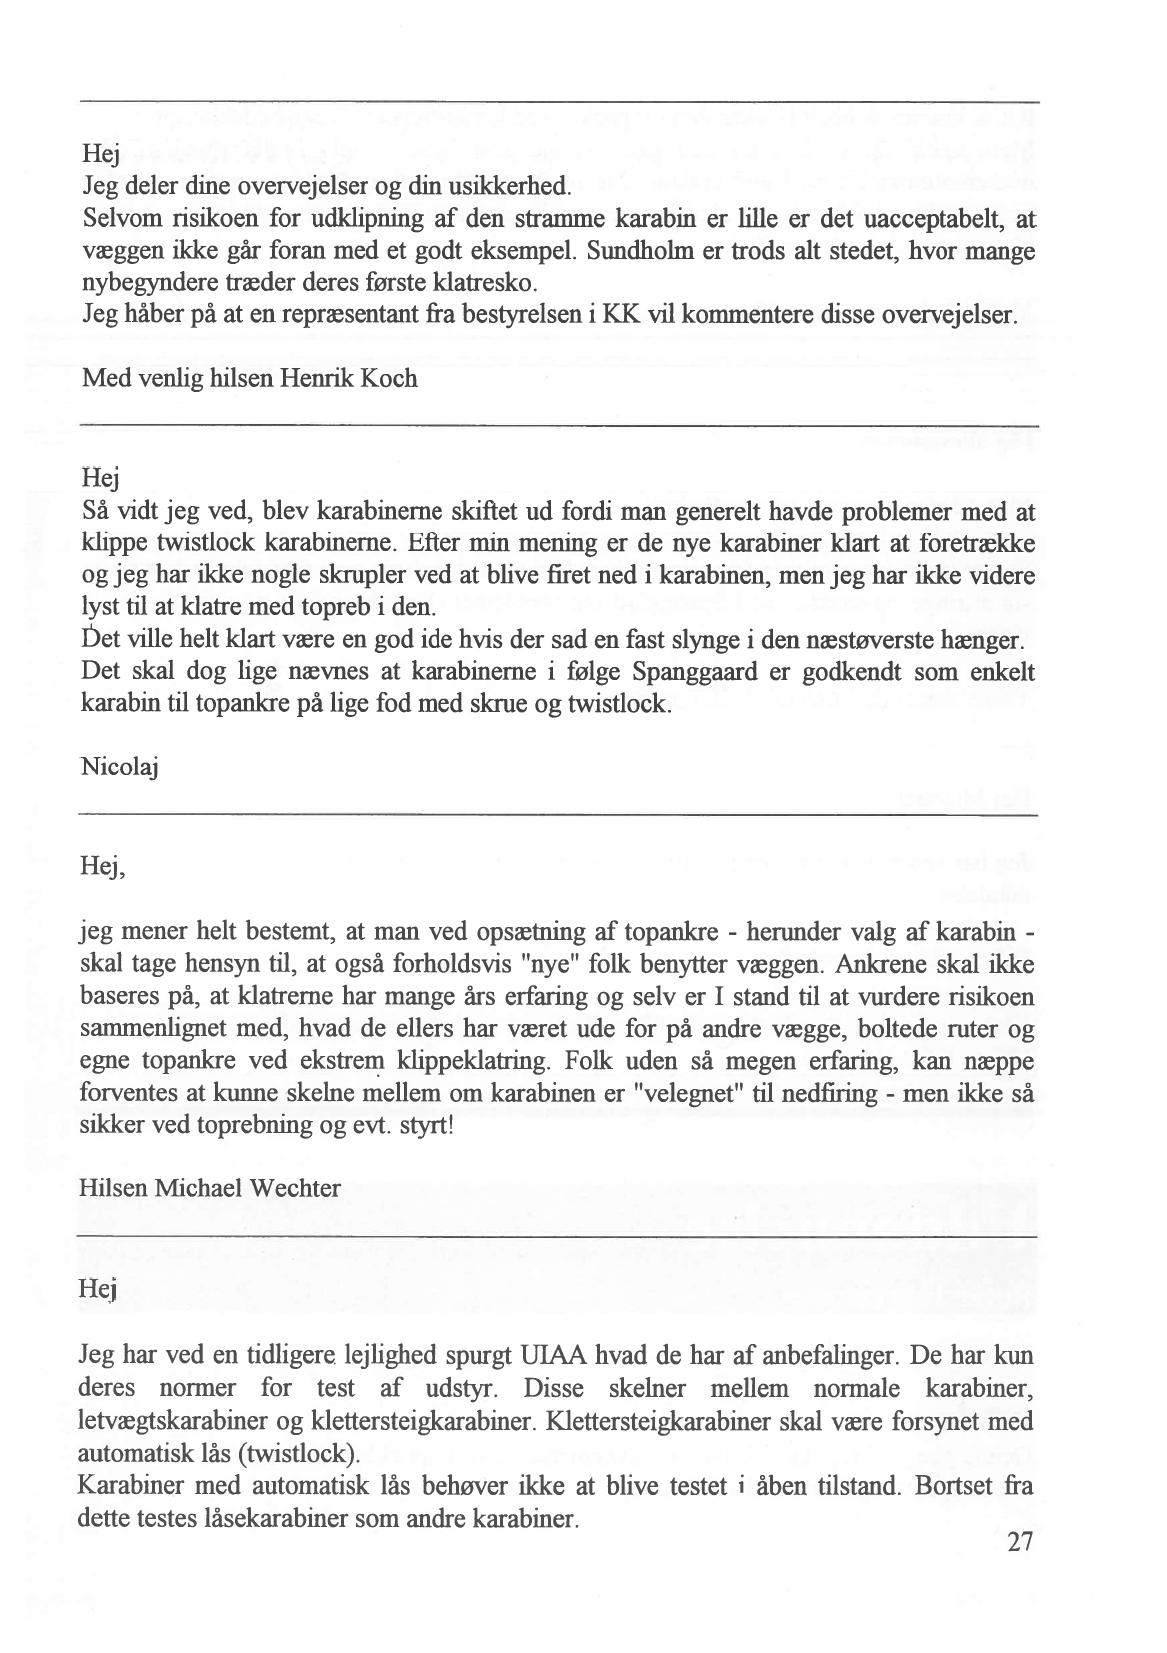 Hej
Jeg deler dine overvejelser og din usikkerhed.
Selvom risikoen for udklipning af den stramme karabin er lille er det uacceptabelt, at
væggen ikke går foran med et godt eksempel. Sundholm er trods alt stedet, hvor mange
nybegyndere træder deres første klatresko.
Jeg håber på at en repræsentant fra bestyrelsen i KK vil kommentere disse overvejelser.
Med venlig hilsen Henrik Koch
Hej
Så vidt jeg ved, blev karabinerne skiftet ud fordi man generelt havde problemer med at
klippe twistlock karabinerne. Efter min mening er de nye karabiner klart at foretrække
og jeg har ikke nogle skrupler ved at blive firet ned i karabinen, men jeg har ikke videre
lyst til at klatre med topreb i den.
Det ville helt klart være en god ide hvis der sad en fast slynge i den næstøverste hænger.
Det skal dog lige nævnes at karabinerne i følge Spanggaard er godkendt som enkelt
karabin til topankre på lige fod med skrue og twistlock.
Nicolaj
Hej,
jeg mener helt bestemt, at man ved opsætning af topankre - herunder valg af karabin -
skal tage hensyn til, at også forholdsvis "nye" folk benytter væggen. Ankrene skal ikke
baseres på, at klatrerne har mange års erfaring og selv er I stand til at vurdere risikoen
sammenlignet med, hvad de ellers har været ude for på andre vægge, boltede ruter og
egne topankre ved ekstrem klippeklatring. Folk uden så megen erfaring, kan næppe
forventes at kunne skelne mellem om karabinen er "velegnet" til nedfiring - men ikke så
sikker ved toprebning og evt. styrt!
Hilsen Michael Wechter
Hej
Jeg har ved en tidligere lejlighed spurgt UIAA hvad de har af anbefalinger. De har kun
deres normer for test af udstyr. Disse skelner mellem normale karabiner,
letvægtskarabiner og klettersteigkarabiner. Klettersteigkarabiner skal være forsynet med
automatisk lås (twistlock).
Karabiner med automatisk lås behøver ikke at blive testet i åben tilstand. Bortset fra
dette testes låsekarabiner som andre karabiner.
27